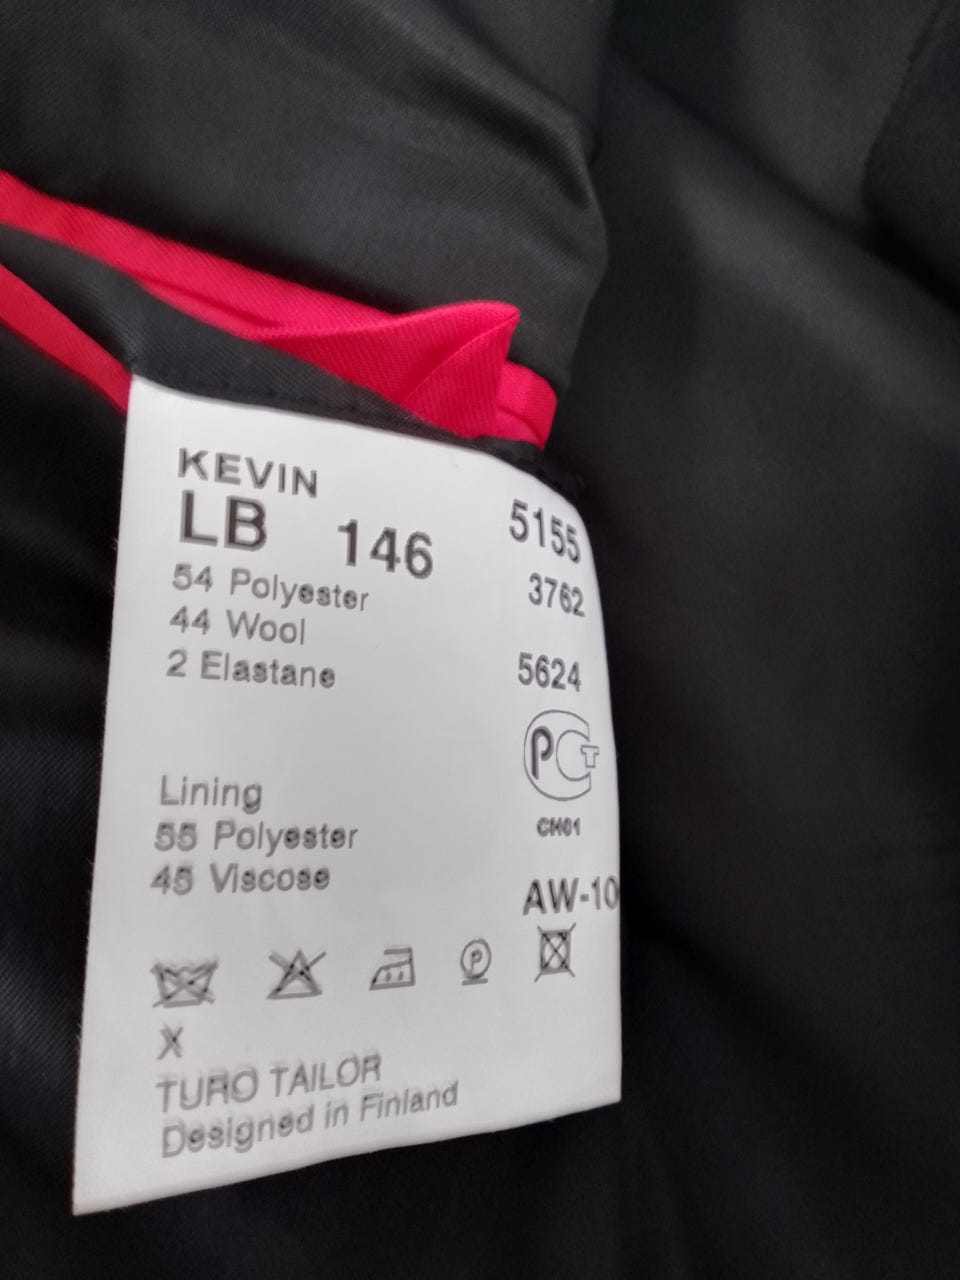 KEVIN
LB 146 5155
54 Polyester 3762
44 Wool
2 Elastane 5624
PCT
CH01
Lining
55 Polyester
45 Viscose
AW-10
P
X
TURO TAILOR
Designed in Finland